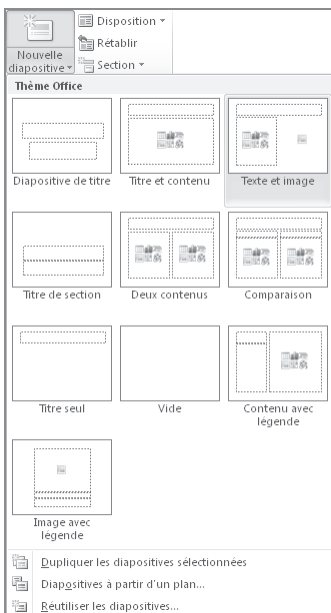 Disposition
Rétablir
Nouvelle
diapositive
Section
Thème Office
Diapositive de titre
Titre et contenu
Texte et image
Titre de section
Deux contenus
Comparaison
Titre seul
Vide
Contenu avec
légende
Image avec
légende
Dupliquer les diapositives sélectionnées
Diapositives à partir d'un plan...
Réutiliser les diapositives...